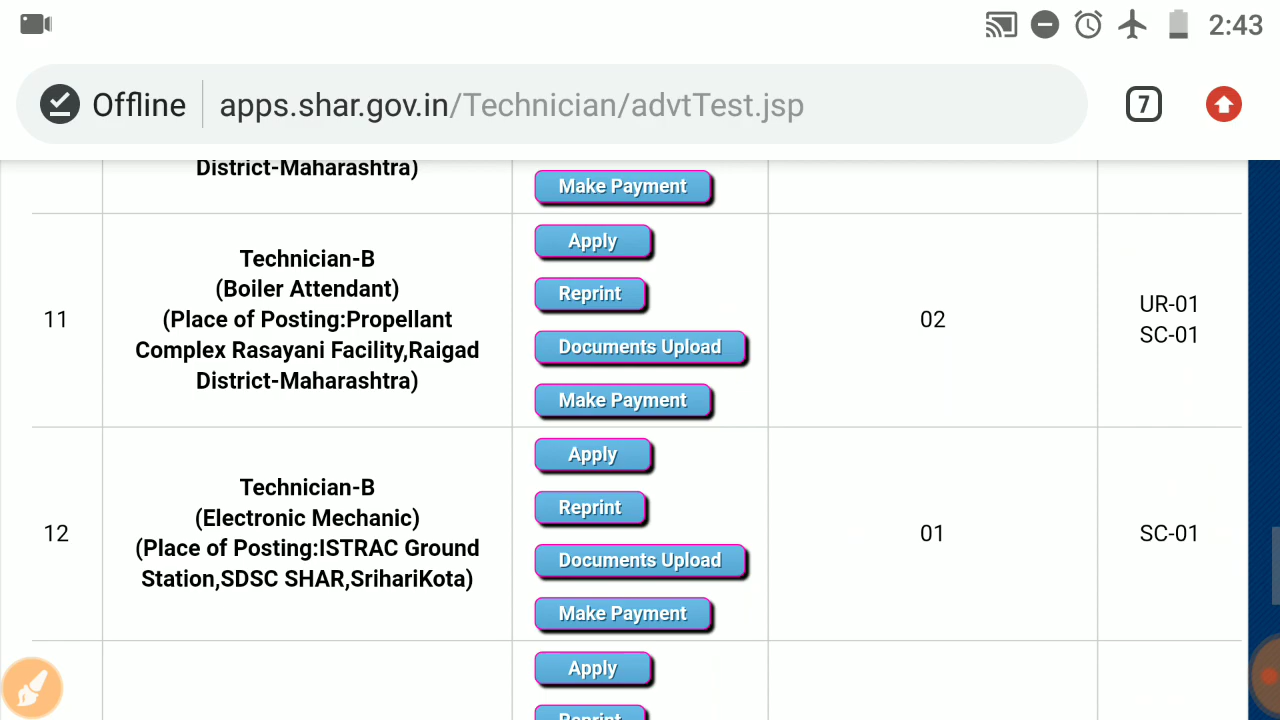 2:43
Offline apps.shar.gov.in/Technician/advtTest.jsp 7
District-Maharashtra)
Make Payment
11
Technician-B
(Boiler Attendant)
(Place of Posting:Propellant
Complex Rasayani Facility,Raigad
District-Maharashtra)
Apply
Reprint
Documents Upload
Make Payment
02
UR-01
SC-01
12
Technician-B
(Electronic Mechanic)
(Place of Posting:ISTRAC Ground
Station,SDSC SHAR,SrihariKota)
Apply
Reprint
Documents Upload
Make Payment
01
SC-01
Apply
Reprint